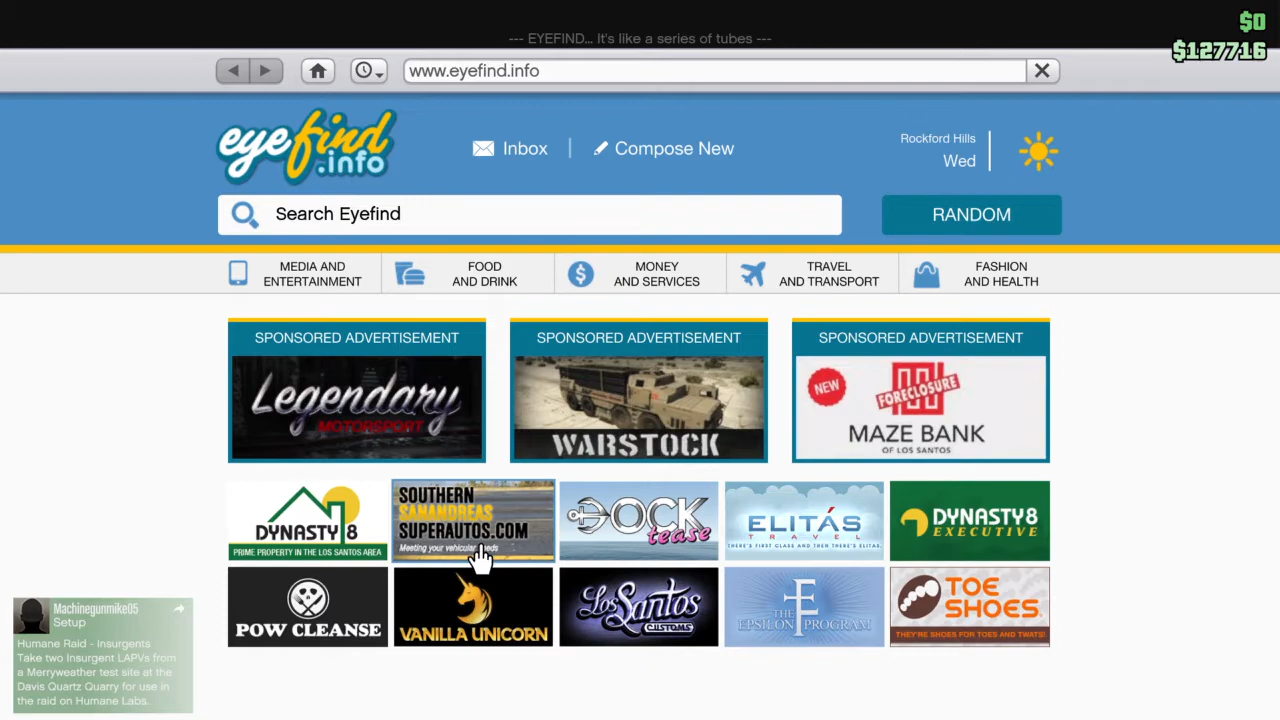 $0
$127716
--- EYEFIND... It's like a series of tubes ---
www.eyefind.info
eyefind
.info
Inbox
Compose New
Rockford Hills
Wed
Search Eyefind
RANDOM
MEDIA AND
ENTERTAINMENT
FOOD
AND DRINK
MONEY
AND SERVICES
TRAVEL
AND TRANSPORT
FASHION
AND HEALTH
SPONSORED ADVERTISEMENT
Legendary
MOTORSPORT
SPONSORED ADVERTISEMENT
WARSTOCK
SPONSORED ADVERTISEMENT
NEW
FORECLOSURE
MAZE BANK
OF LOS SANTOS
DYNASTY 8
PRIME PROPERTY IN THE LOS SANTOS AREA
SOUTHERN
SANANDREAS
SUPERAUTOS.COM
Meeting your vehicular needs
DOCK
tease
ELITÁS
TRAVEL
THERE'S FIRST CLASS AND THEN THERE'S ELITAS.
DYNASTY 8
EXECUTIVE
POW CLEANSE
VANILLA UNICORN
Los Santos
CUSTOMS
THE
EPSILON PROGRAM
TOE
SHOES
THEY'RE SHOES FOR TOES AND TWATS!
Machinegunmike05
Setup
Humane Raid - Insurgents
Take two Insurgent LAPVs from
a Merryweather test site at the
Davis Quartz Quarry for use in
the raid on Humane Labs.